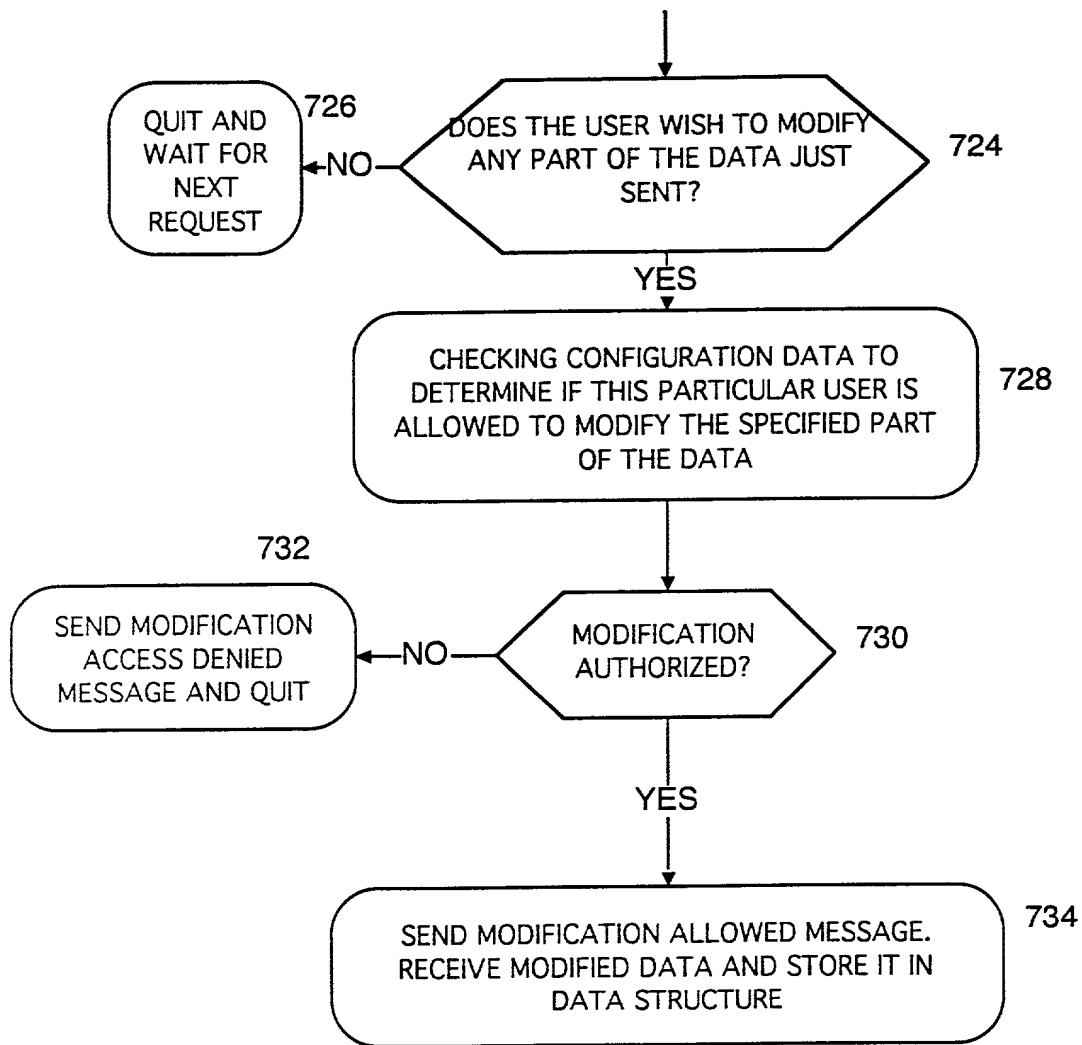 726
QUIT AND
WAIT FOR
NEXT
REQUEST
NO
DOES THE USER WISH TO MODIFY
ANY PART OF THE DATA JUST
SENT?
724
YES
CHECKING CONFIGURATION DATA TO
DETERMINE IF THIS PARTICULAR USER IS
ALLOWED TO MODIFY THE SPECIFIED PART
OF THE DATA
728
732
SEND MODIFICATION
ACCESS DENIED
MESSAGE AND QUIT
NO
MODIFICATION
AUTHORIZED?
730
YES
SEND MODIFICATION ALLOWED MESSAGE.
RECEIVE MODIFIED DATA AND STORE IT IN
DATA STRUCTURE
734